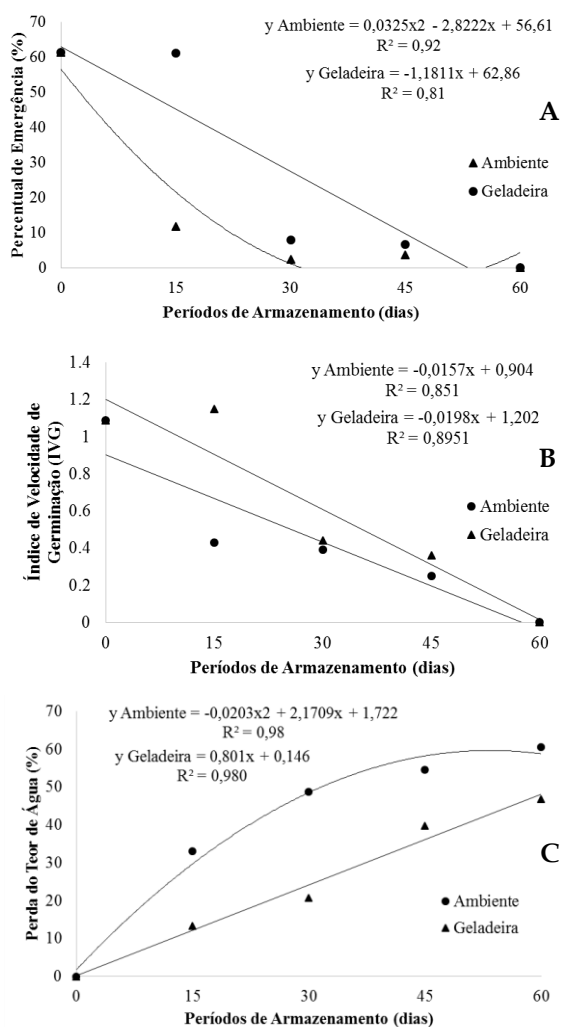 y Ambiente = 0,0325x2 - 2,8222x + 56,61
R² = 0,92
y Geladeira = -1,1811x + 62,86
R² = 0,81
A
Ambiente
Geladeira
Percentual de Emergência (%)
70
60
50
40
30
20
10
0
0 15 30 45 60
Períodos de Armazenamento (dias)
y Ambiente = -0,0157x + 0,904
R² = 0,851
y Geladeira = -0,0198x + 1,202
R² = 0,8951
B
Ambiente
Geladeira
Índice de Velocidade de
Germinação (IVG)
1.4
1.2
1
0.8
0.6
0.4
0.2
0
0 15 30 45 60
Períodos de Armazenamento (dias)
y Ambiente = -0,0203x2 + 2,1709x + 1,722
R² = 0,98
y Geladeira = 0,801x + 0,146
R² = 0,980
C
Ambiente
Geladeira
Perda do Teor de Água (%)
70
60
50
40
30
20
10
0
0 15 30 45 60
Períodos de Armazenamento (dias)